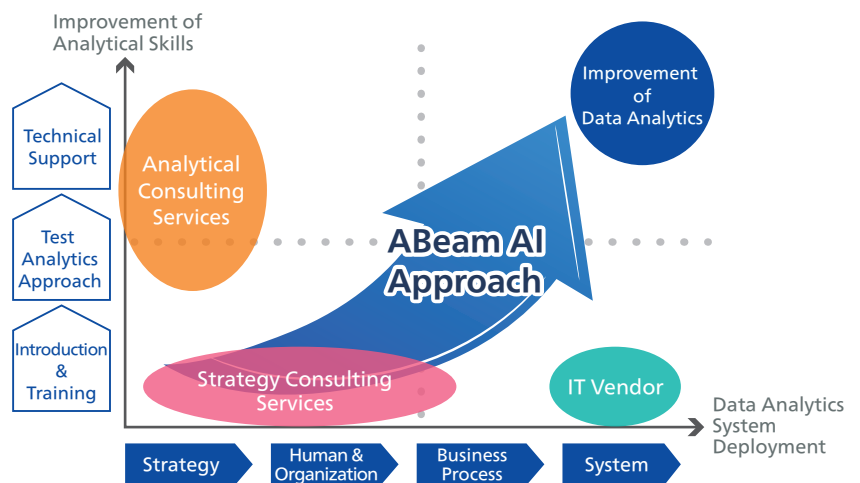 Improvement of
Analytical Skills
Technical
Support
Test
Analytics
Approach
Introduction
&
Training
Analytical
Consulting
Services
Improvement
of
Data Analytics
ABeam AI
Approach
Strategy Consulting
Services
IT Vendor
Data Analytics
System
Deployment
Strategy
Human &
Organization
Business
Process
System